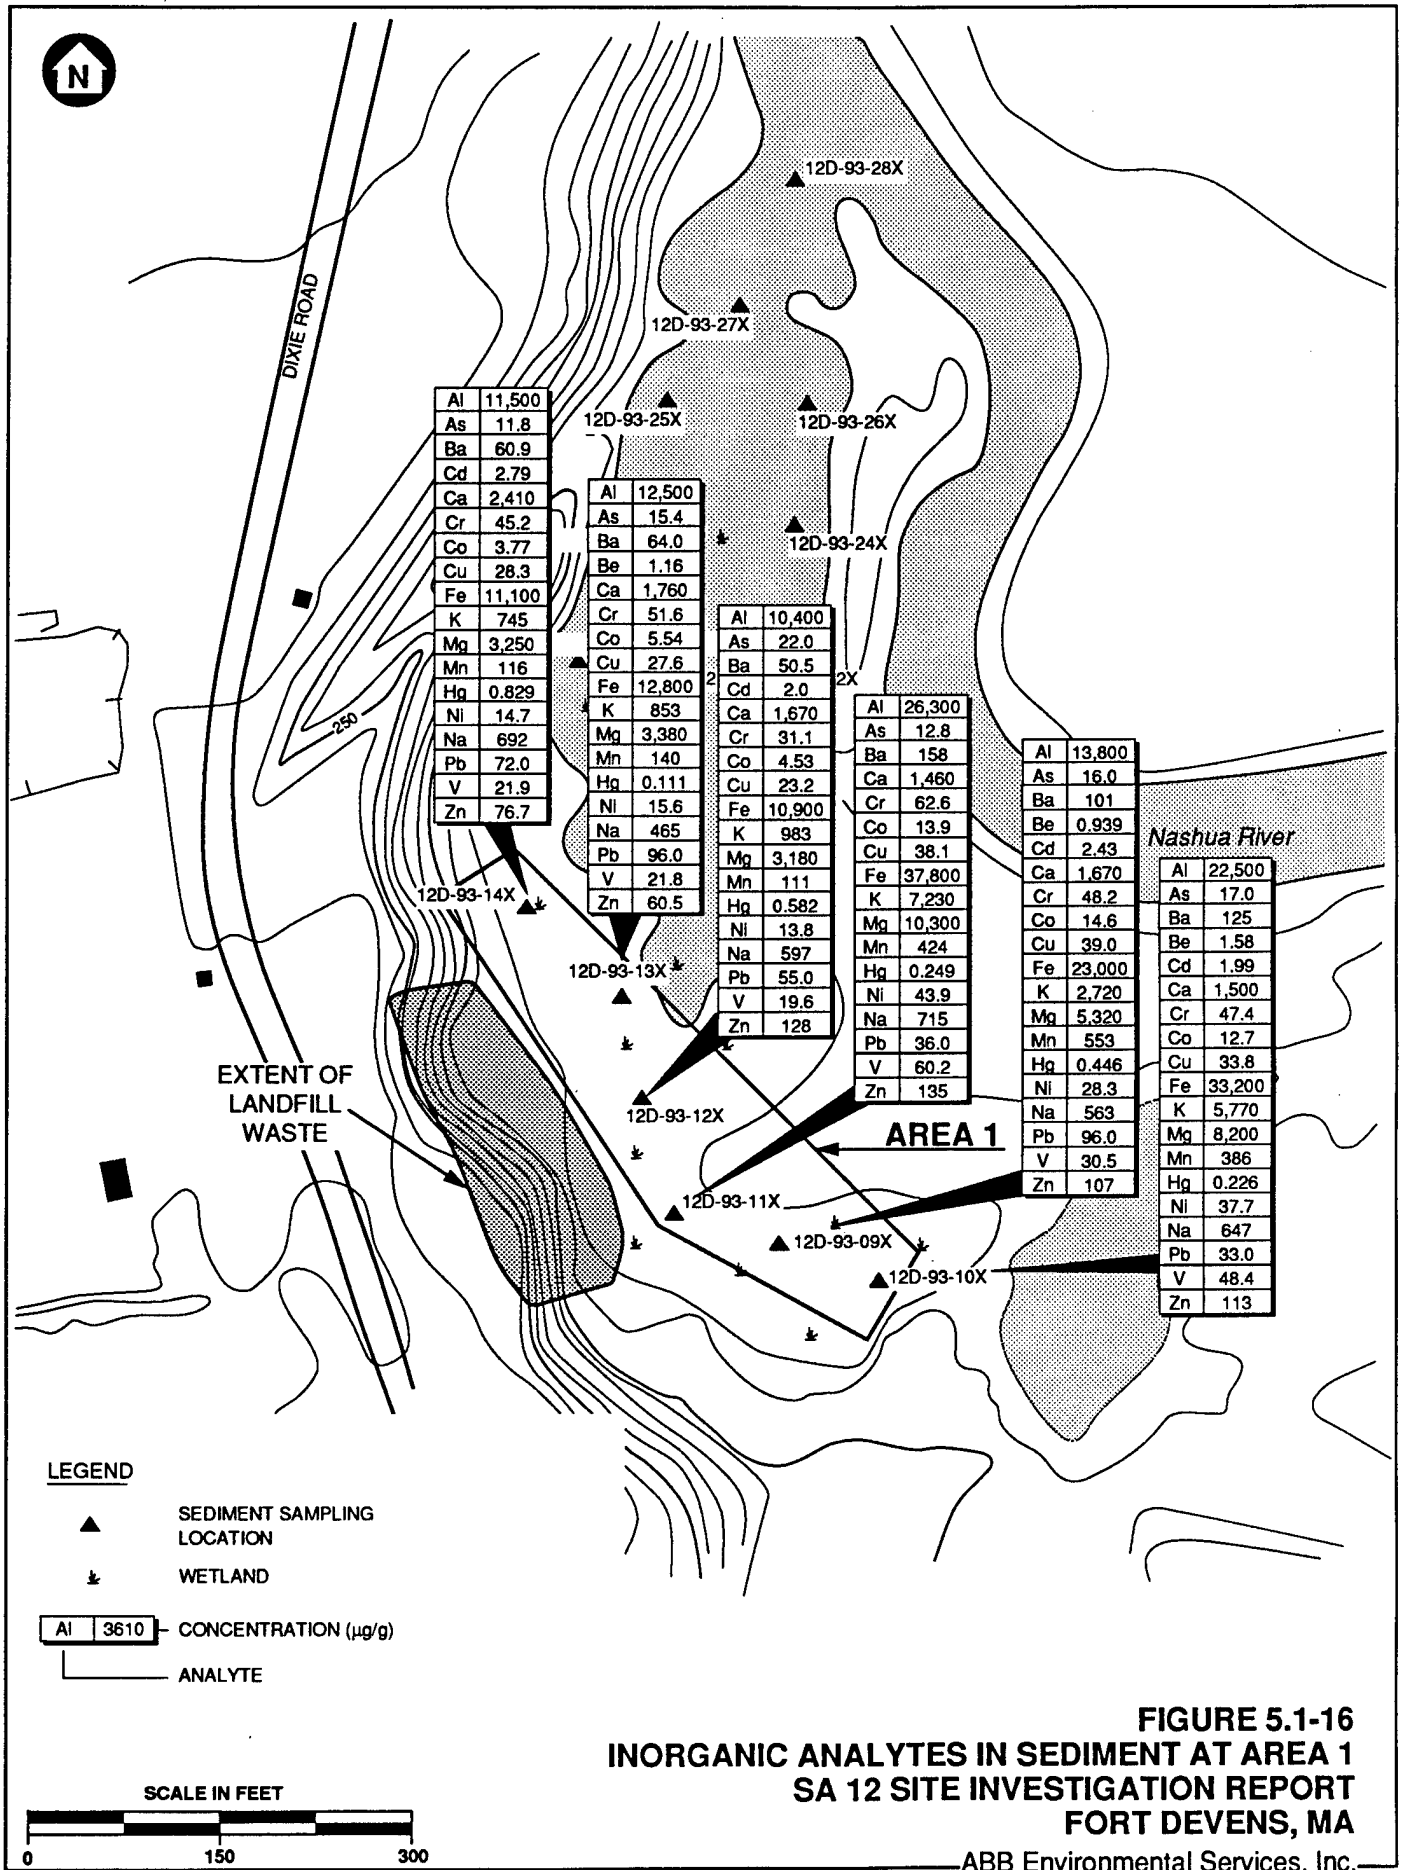 N
DIXIE ROAD
12D-93-28X
12D-93-27X
12D-93-25X
12D-93-26X
12D-93-24X
2
2X
250
Al 11,500
As 11.8
Ba 60.9
Cd 2.79
Ca 2,410
Cr 45.2
Co 3.77
Cu 28.3
Fe 11,100
K 745
Mg 3,250
Mn 116
Hg 0.829
Ni 14.7
Na 692
Pb 72.0
V 21.9
Zn 76.7
12D-93-14X
Al 12,500
As 15.4
Ba 64.0
Be 1.16
Ca 1,760
Cr 51.6
Co 5.54
Cu 27.6
Fe 12,800
K 853
Mg 3,380
Mn 140
Hg 0.111
Ni 15.6
Na 465
Pb 96.0
V 21.8
Zn 60.5
12D-93-13X
Al 10,400
As 22.0
Ba 50.5
Cd 2.0
Ca 1,670
Cr 31.1
Co 4.53
Cu 23.2
Fe 10,900
K 983
Mg 3,180
Mn 111
Hg 0.582
Ni 13.8
Na 597
Pb 55.0
V 19.6
Zn 128
12D-93-12X
Al 26,300
As 12.8
Ba 158
Ca 1,460
Cr 62.6
Co 13.9
Cu 38.1
Fe 37,800
K 7,230
Mg 10,300
Mn 424
Hg 0.249
Ni 43.9
Na 715
Pb 36.0
V 60.2
Zn 135
12D-93-11X
Al 13,800
As 16.0
Ba 101
Be 0.939
Cd 2.43
Ca 1,670
Cr 48.2
Co 14.6
Cu 39.0
Fe 23,000
K 2,720
Mg 5,320
Mn 553
Hg 0.446
Ni 28.3
Na 563
Pb 96.0
V 30.5
Zn 107
12D-93-09X
Nashua River
Al 22,500
As 17.0
Ba 125
Be 1.58
Cd 1.99
Ca 1,500
Cr 47.4
Co 12.7
Cu 33.8
Fe 33,200
K 5,770
Mg 8,200
Mn 386
Hg 0.226
Ni 37.7
Na 647
Pb 33.0
V 48.4
Zn 113
12D-93-10X
AREA 1
EXTENT OF
LANDFILL
WASTE
LEGEND
SEDIMENT SAMPLING
LOCATION
WETLAND
Al 3610 CONCENTRATION (µg/g)
ANALYTE
SCALE IN FEET
0 150 300
FIGURE 5.1-16
INORGANIC ANALYTES IN SEDIMENT AT AREA 1
SA 12 SITE INVESTIGATION REPORT
FORT DEVENS, MA
ABB Environmental Services, Inc.